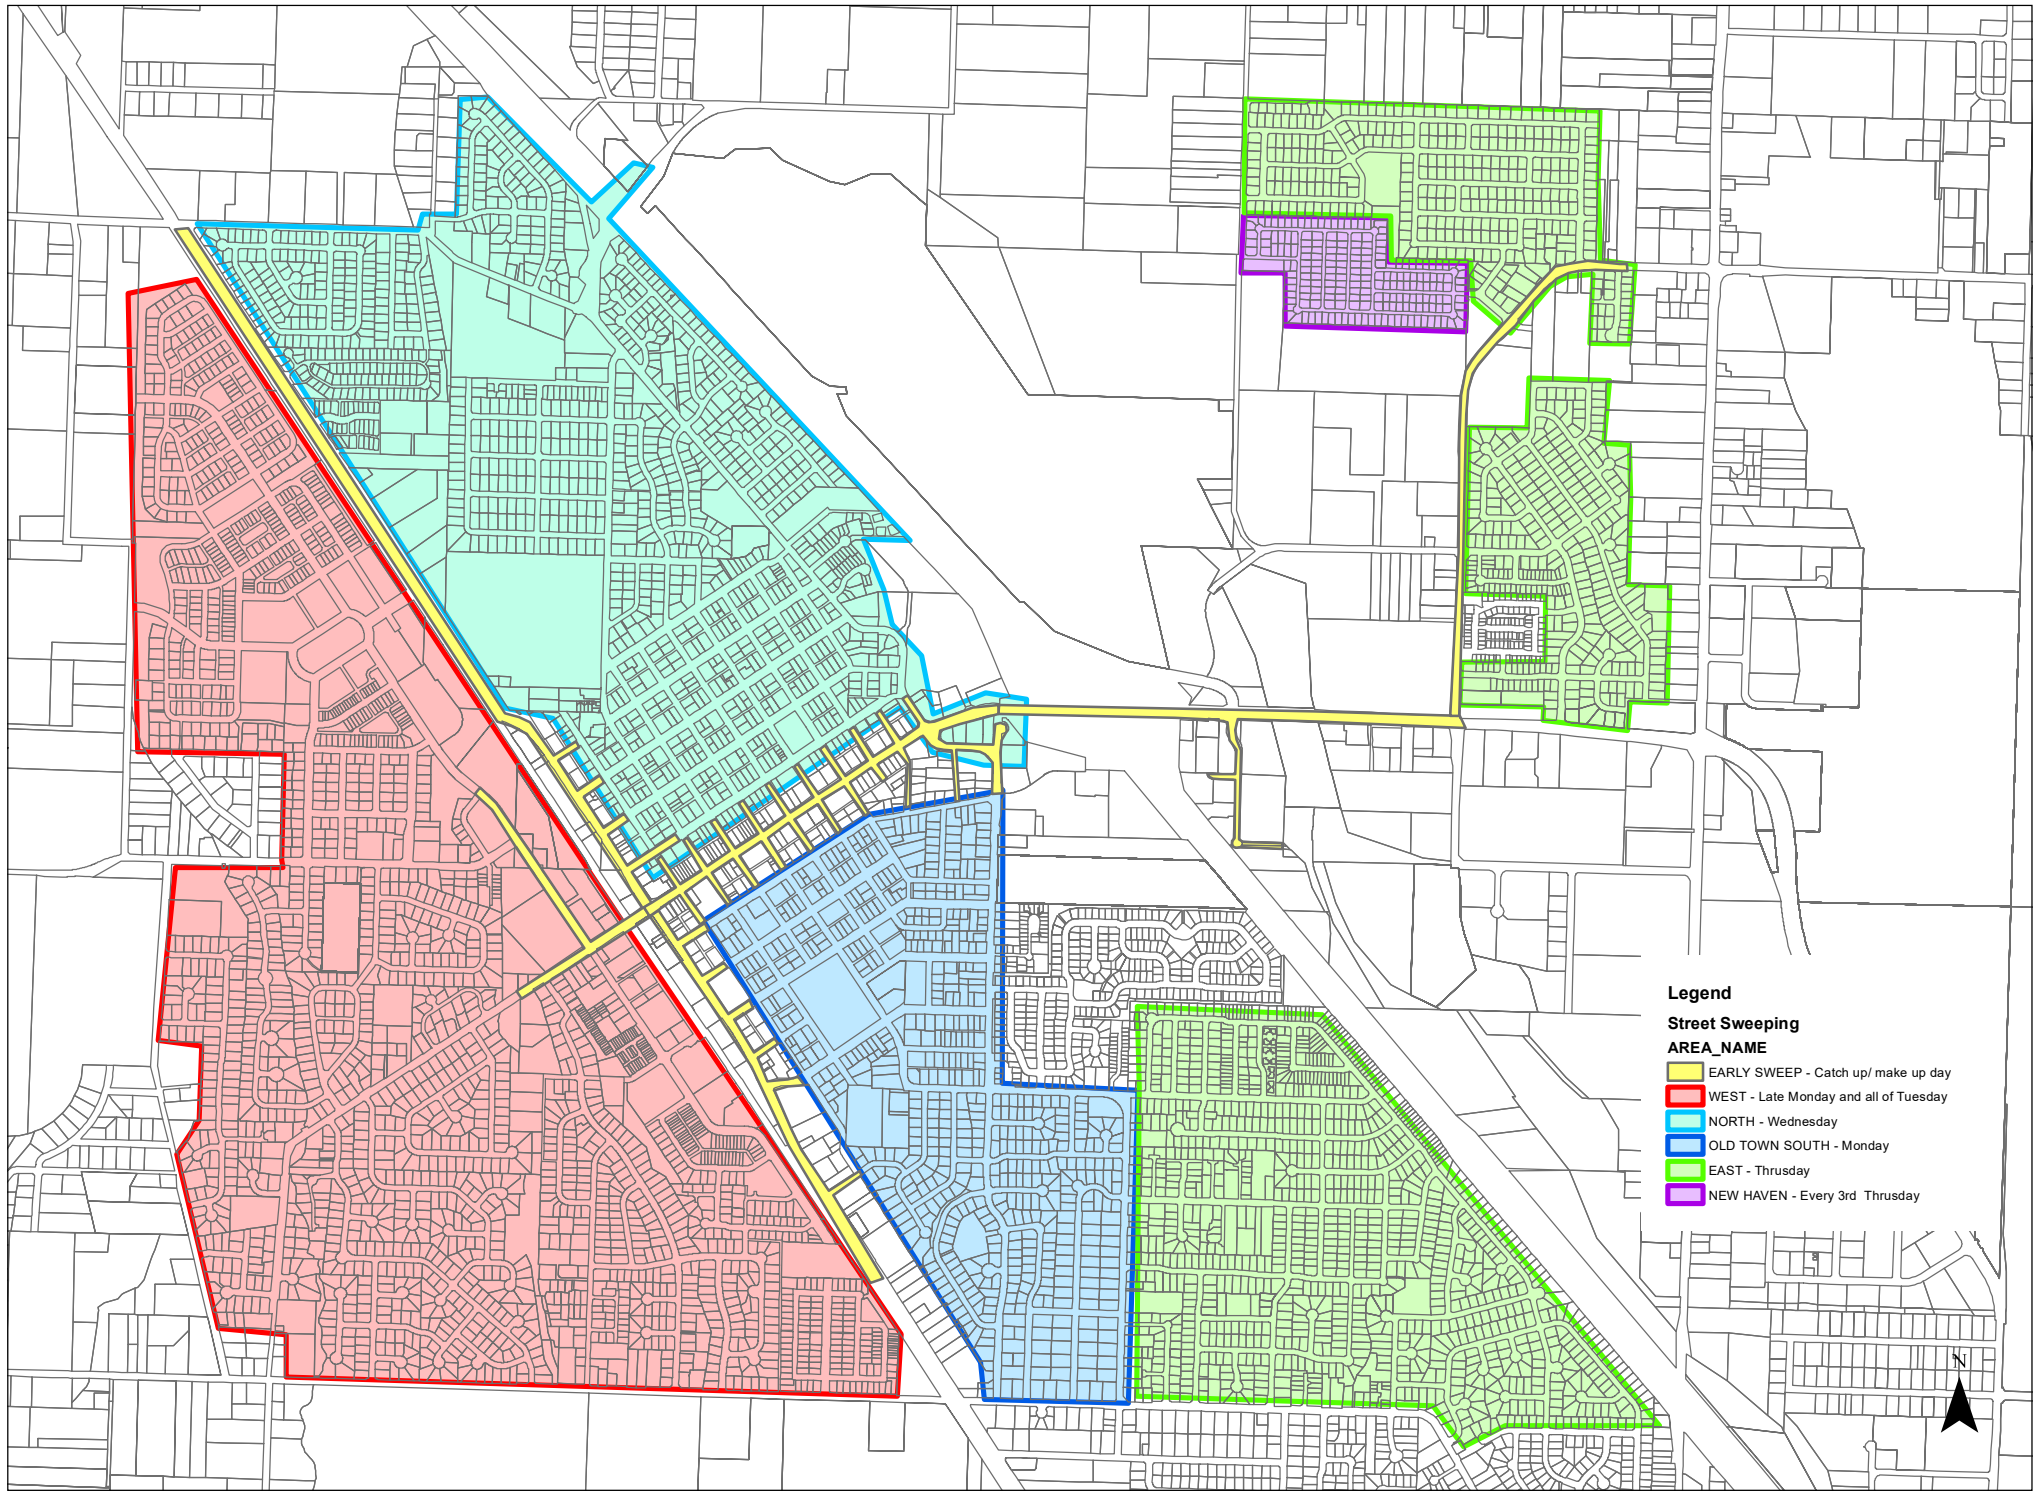 Legend
Street Sweeping
AREA_NAME
EARLY SWEEP - Catch up/ make up day
WEST - Late Monday and all of Tuesday
NORTH - Wednesday
OLD TOWN SOUTH - Monday
EAST - Thrusday
NEW HAVEN - Every 3rd Thrusday
N